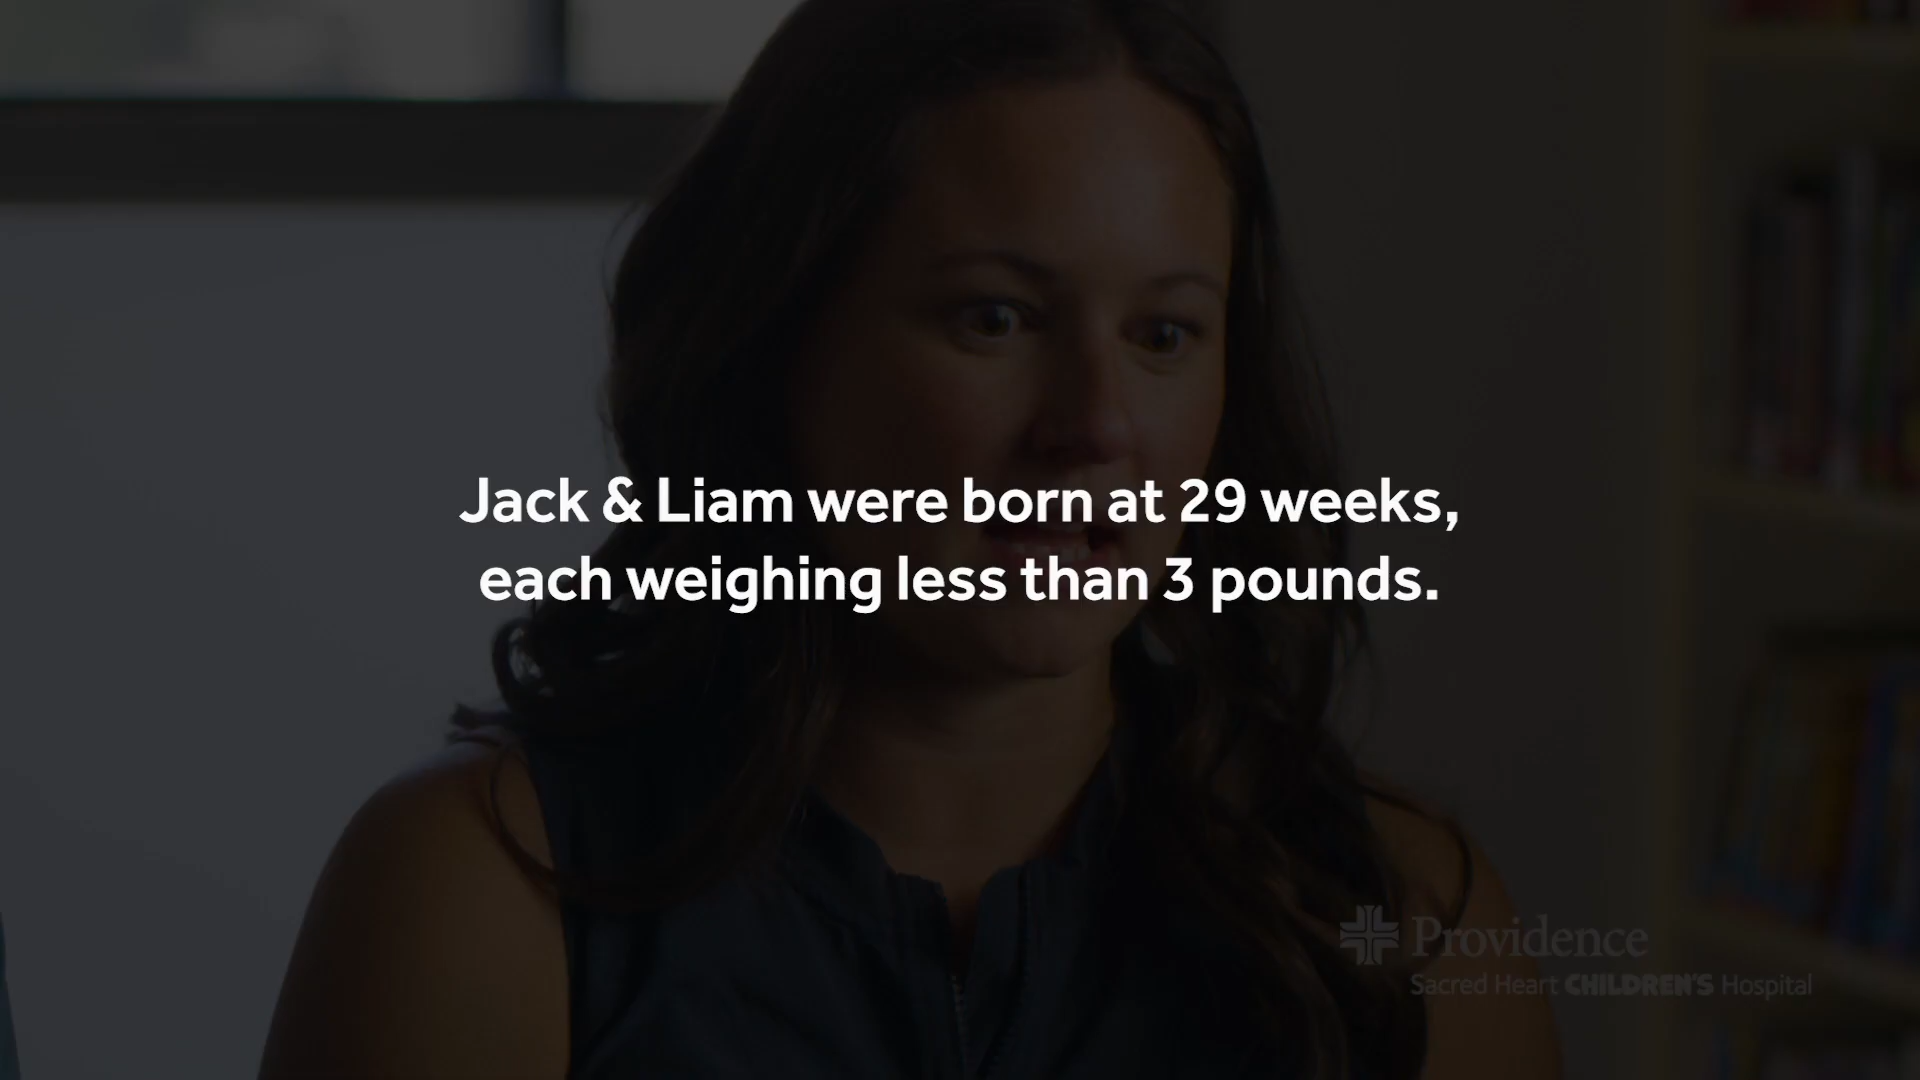 Jack & Liam were born at 29 weeks,
each weighing less than 3 pounds.
Providence
Sacred Heart CHILDREN'S Hospital